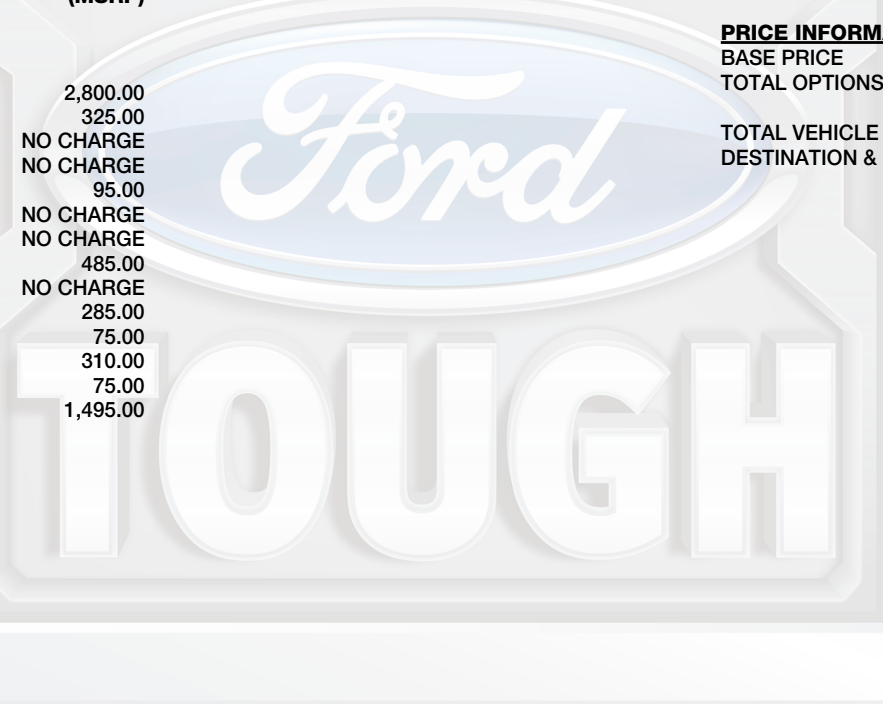 (MSRP)
2,800.00
325.00
NO CHARGE
NO CHARGE
95.00
NO CHARGE
NO CHARGE
485.00
NO CHARGE
285.00
75.00
310.00
75.00
1,495.00
PRICE INFORMA
BASE PRICE
TOTAL OPTIONS
TOTAL VEHICLE
DESTINATION &
Ford
TOUGH